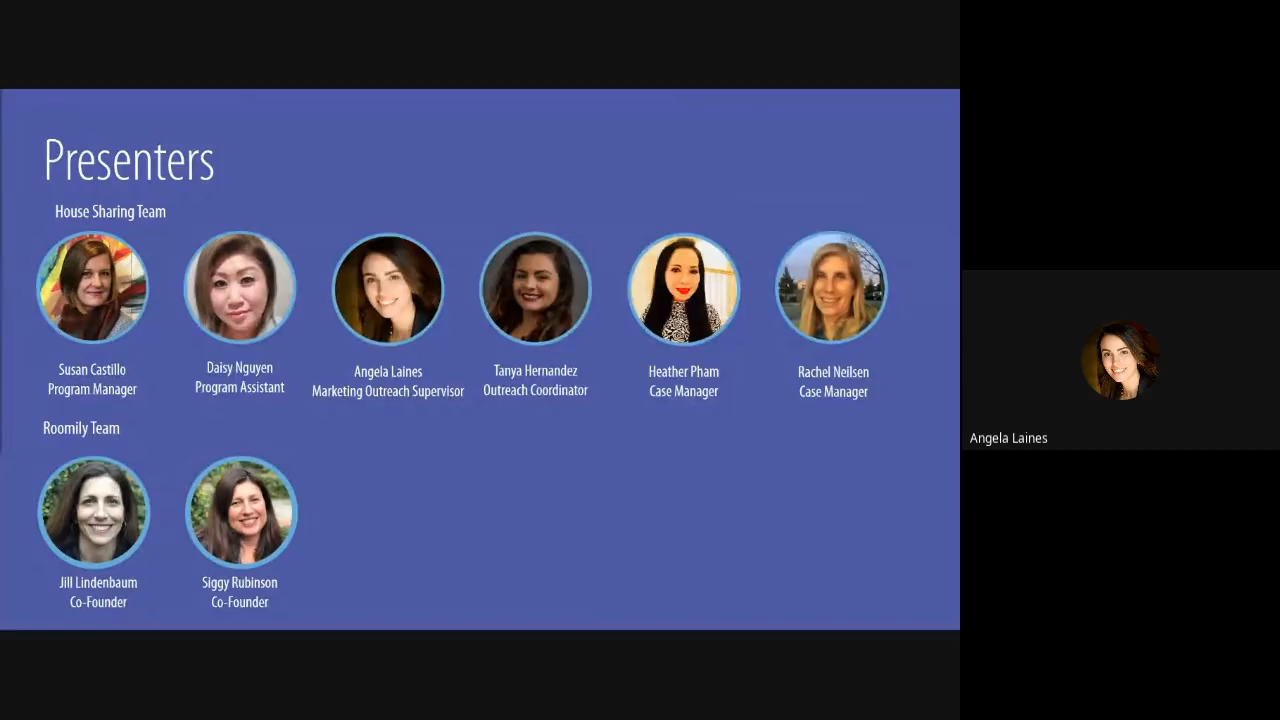 Presenters
House Sharing Team
Susan Castillo
Program Manager
Daisy Nguyen
Program Assistant
Angela Laines
Marketing Outreach Supervisor
Tanya Hernandez
Outreach Coordinator
Heather Pham
Case Manager
Rachel Neilsen
Case Manager
Roomily Team
Jill Lindenbaum
Co-Founder
Siggy Rubinson
Co-Founder
Angela Laines